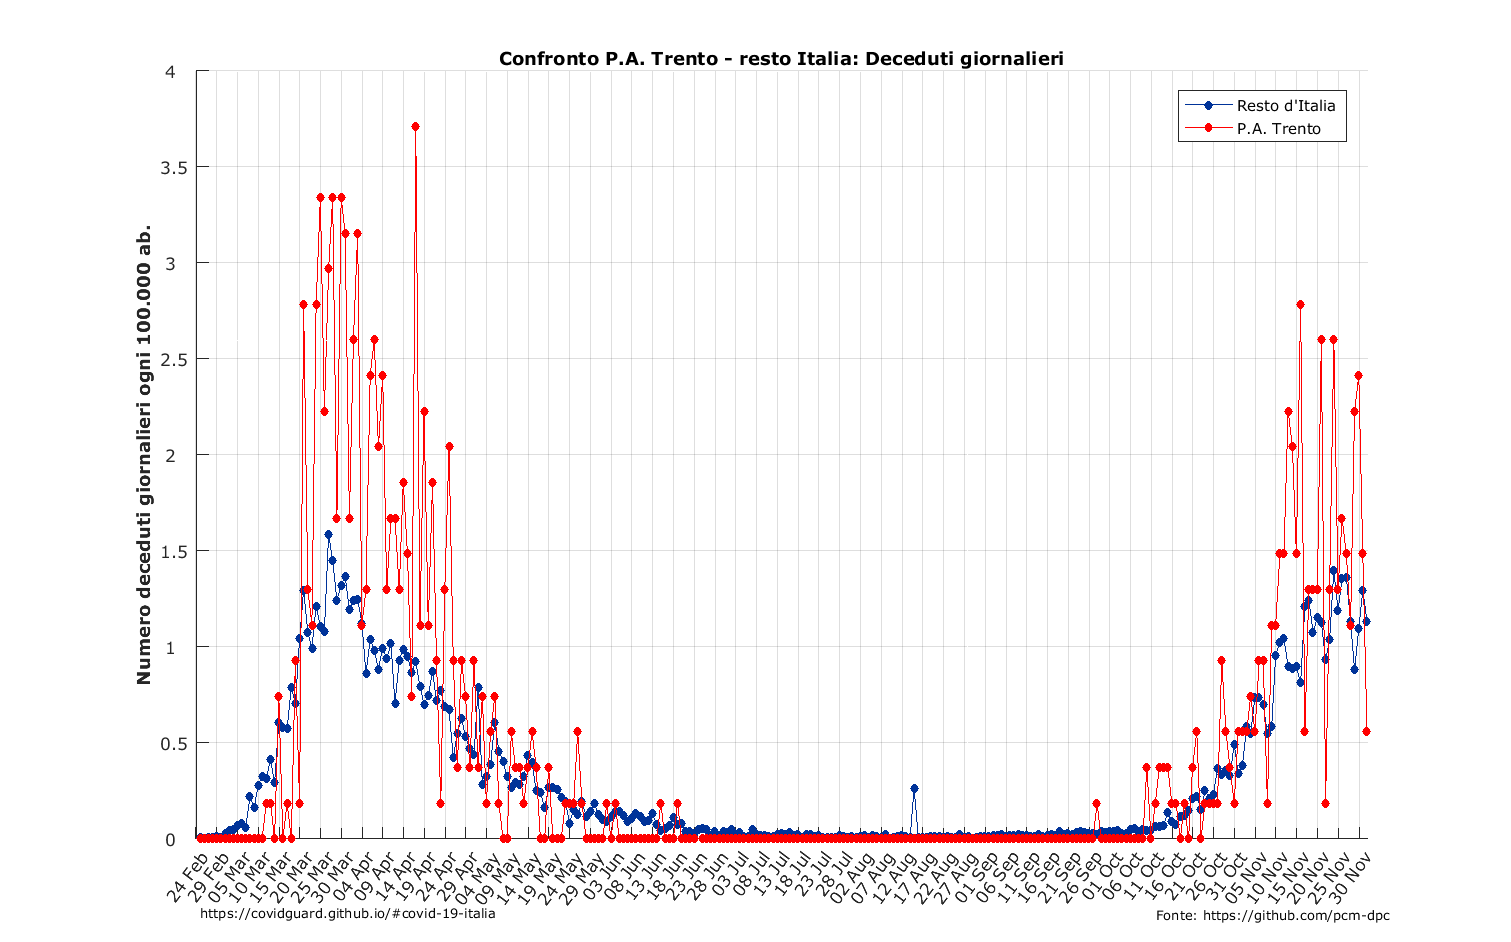 Confronto P.A. Trento - resto Italia: Deceduti giornalieri
Resto d'Italia
P.A. Trento
Numero deceduti giornalieri ogni 100.000 ab.
4
3.5
3
2.5
2
1.5
1
0.5
0
24 Feb
29 Feb
05 Mar
10 Mar
15 Mar
20 Mar
25 Mar
30 Mar
04 Apr
09 Apr
14 Apr
19 Apr
24 Apr
29 Apr
04 May
09 May
14 May
19 May
24 May
29 May
03 Jun
08 Jun
13 Jun
18 Jun
23 Jun
28 Jun
03 Jul
08 Jul
13 Jul
18 Jul
23 Jul
28 Jul
02 Aug
07 Aug
12 Aug
17 Aug
22 Aug
27 Aug
01 Sep
06 Sep
11 Sep
16 Sep
21 Sep
26 Sep
01 Oct
06 Oct
11 Oct
16 Oct
21 Oct
26 Oct
31 Oct
05 Nov
10 Nov
15 Nov
20 Nov
25 Nov
30 Nov
https://covidguard.github.io/#covid-19-italia
Fonte: https://github.com/pcm-dpc